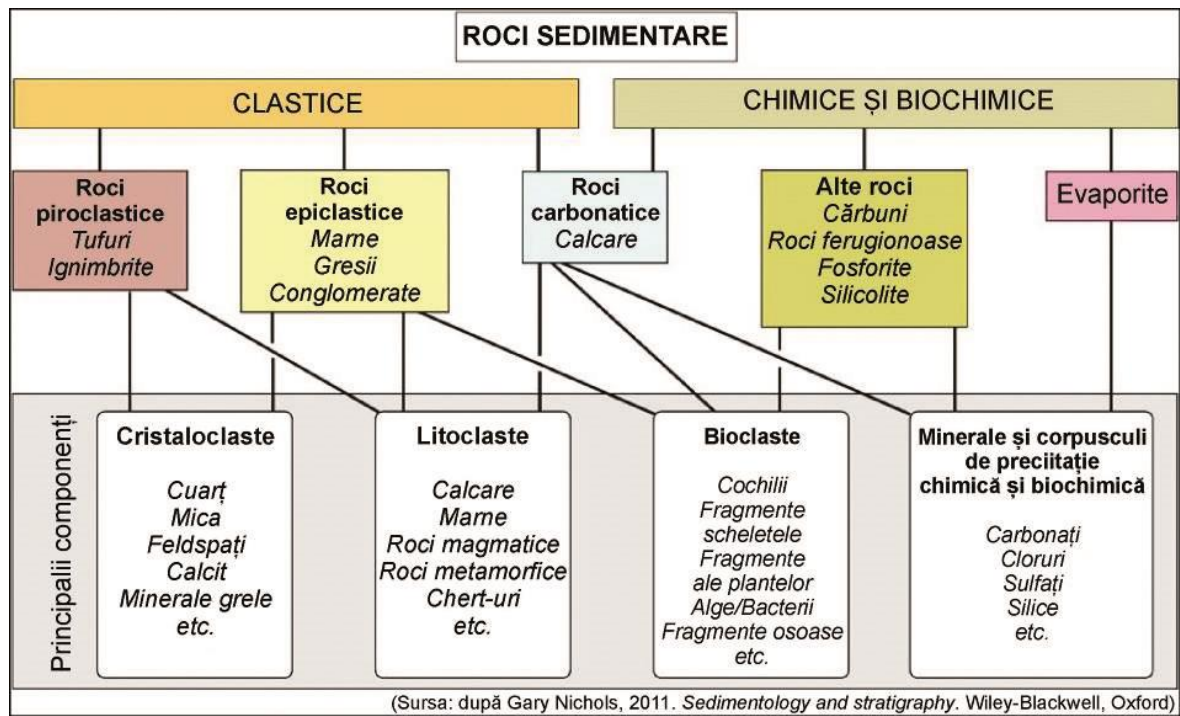 ROCI SEDIMENTARE
CLASTICE
CHIMICE ȘI BIOCHIMICE
Roci
piroclastice
Tufuri
Ignimbrite
Roci
epiclastice
Marne
Gresii
Conglomerate
Roci
carbonatice
Calcare
Alte roci
Cărbuni
Roci ferugionoase
Fosforite
Silicolite
Evaporite
Principalii componenți
Cristaloclaste
Cuarț
Mica
Feldspați
Calcit
Minerale grele
etc.
Litoclaste
Calcare
Marne
Roci magmatice
Roci metamorfice
Chert-uri
etc.
Bioclaste
Cochilii
Fragmente
scheletele
Fragmente
ale plantelor
Alge/Bacterii
Fragmente osoase
etc.
Minerale și corpusculi
de preciitație
chimică și biochimică
Carbonați
Cloruri
Sulfați
Silice
etc.
(Sursa: după Gary Nichols, 2011. Sedimentology and stratigraphy. Wiley-Blackwell, Oxford)